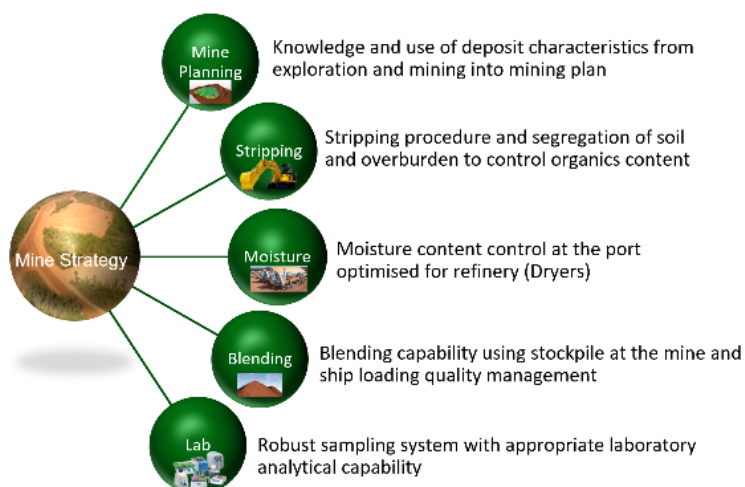 Mine
Planning
Knowledge and use of deposit characteristics from
exploration and mining into mining plan
Stripping
Stripping procedure and segregation of soil
and overburden to control organics content
Mine Strategy
Moisture
Moisture content control at the port
optimised for refinery (Dryers)
Blending
Blending capability using stockpile at the mine and
ship loading quality management
Lab
Robust sampling system with appropriate laboratory
analytical capability